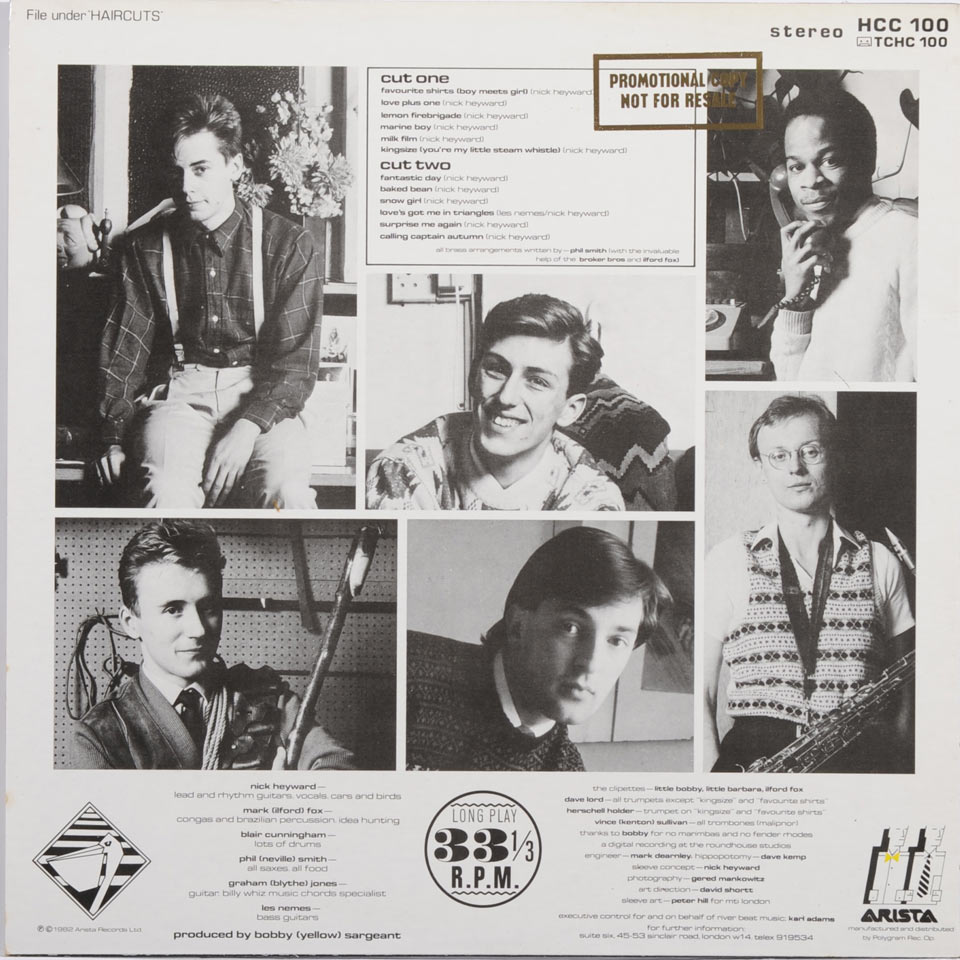 File under "HAIRCUTS"
stereo HCC 100
TCHC 100
PROMOTIONAL COPY
NOT FOR RESALE
cut one
favourite shirts (boy meets girl) (nick heyward)
love plus one (nick heyward)
lemon firebrigade (nick heyward)
marine boy (nick heyward)
milk film (nick heyward)
kingsize (you're my little steam whistle) (nick heyward)
cut two
fantastic day (nick heyward)
baked bean (nick heyward)
snow girl (nick heyward)
love's got me in triangles (les nemes/nick heyward)
surprise me again (nick heyward)
calling captain autumn (nick heyward)
all brass arrangements written by — phil smith (with the invaluable
help of the broker bros and ilford fox)
nick heyward —
lead and rhythm guitars, vocals, cars and birds
mark (ilford) fox —
congas and brazilian percussion, idea hunting
blair cunningham —
lots of drums
phil (neville) smith —
all saxes, all food
graham (blythe) jones —
guitar, billy whiz music chords specialist
les nemes —
bass guitars
produced by bobby (yellow) sargeant
℗ © 1982 Arista Records Ltd.
LONG PLAY
33 1/3
R.P.M.
the clipettes — little bobby, little barbara, ilford fox
dave lord — all trumpets except "kingsize" and "favourite shirts"
herschell holder — trumpet on "kingsize" and "favourite shirts"
vince (kenton) sullivan — all trombones (malipnor)
thanks to bobby for no marimbas and no fender rhodes
a digital recording at the roundhouse studios
engineer — mark dearnley, hippopotomy — dave kemp
sleeve concept — nick heyward
photography — gered mankowitz
art direction — david shortt
sleeve art — peter hill for mti london
executive control for and on behalf of river beat music: karl adams
for further information:
suite six, 45-53 sinclair road, london w14. telex 919534
ARISTA
manufactured and distributed
by Polygram Rec. Op.